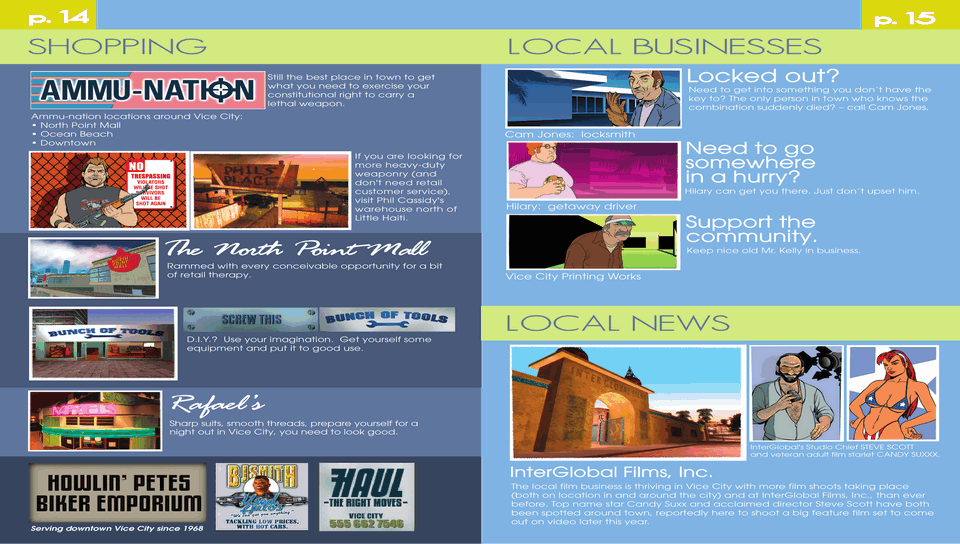 p. 14
SHOPPING
AMMU-NATION
Still the best place in town to get
what you need to exercise your
constitutional right to carry a
lethal weapon.
Ammu-nation locations around Vice City:
• North Point Mall
• Ocean Beach
• Downtown
NO
TRESPASSING
VIOLATORS
WILL BE SHOT
SURVIVORS
WILL BE
SHOT AGAIN
PHIL'S
PLACE
If you are looking for
more heavy-duty
weaponry (and
don't need retail
customer service),
visit Phil Cassidy's
warehouse north of
Little Haiti.
The North Point Mall
Rammed with every conceivable opportunity for a bit
of retail therapy.
BUNCH OF TOOLS
SCREW THIS
BUNCH OF TOOLS
D.I.Y.? Use your imagination. Get yourself some
equipment and put it to good use.
Rafael's
Sharp suits, smooth threads, prepare yourself for a
night out in Vice City, you need to look good.
HOWLIN' PETES
BIKER EMPORIUM
Serving downtown Vice City since 1968
BJ SMITH
Used Autos
TACKLING LOW PRICES,
WITH HOT CARS.
HAUL
-THE RIGHT MOVES-
VICE CITY
555 662 7546
p. 15
LOCAL BUSINESSES
Locked out?
Need to get into something you don't have the
key to? The only person in town who knows the
combination suddenly died? – call Cam Jones.
Cam Jones: locksmith
Need to go
somewhere
in a hurry?
Hilary can get you there. Just don't upset him.
Hilary: getaway driver
Support the
community.
Keep nice old Mr. Kelly in business.
Vice City Printing Works
LOCAL NEWS
InterGlobal's Studio Chief STEVE SCOTT
and veteran adult film starlet CANDY SUXXX.
InterGlobal Films, Inc.
The local film business is thriving in Vice City with more film shoots taking place
(both on location in and around the city) and at InterGlobal Films, Inc., than ever
before. Top name star Candy Suxx and acclaimed director Steve Scott have both
been spotted around town, reportedly here to shoot a big feature film set to come
out on video later this year.